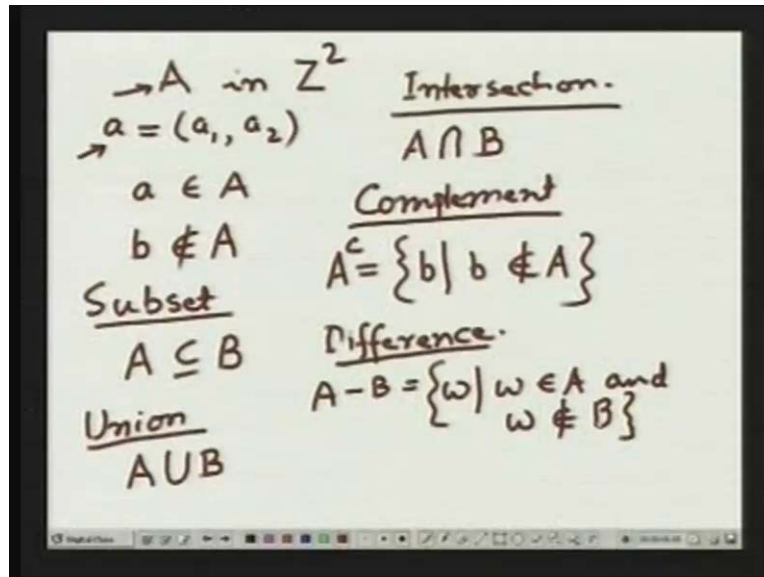 →A in Z²
→a = (a₁, a₂)
a ∈ A
b ∉ A
Subset
A ⊆ B
Union
A ∪ B
Intersection.
A ∩ B
Complement
Aᶜ = {b | b ∉ A}
Difference.
A − B = {ω | ω ∈ A and
ω ∉ B}